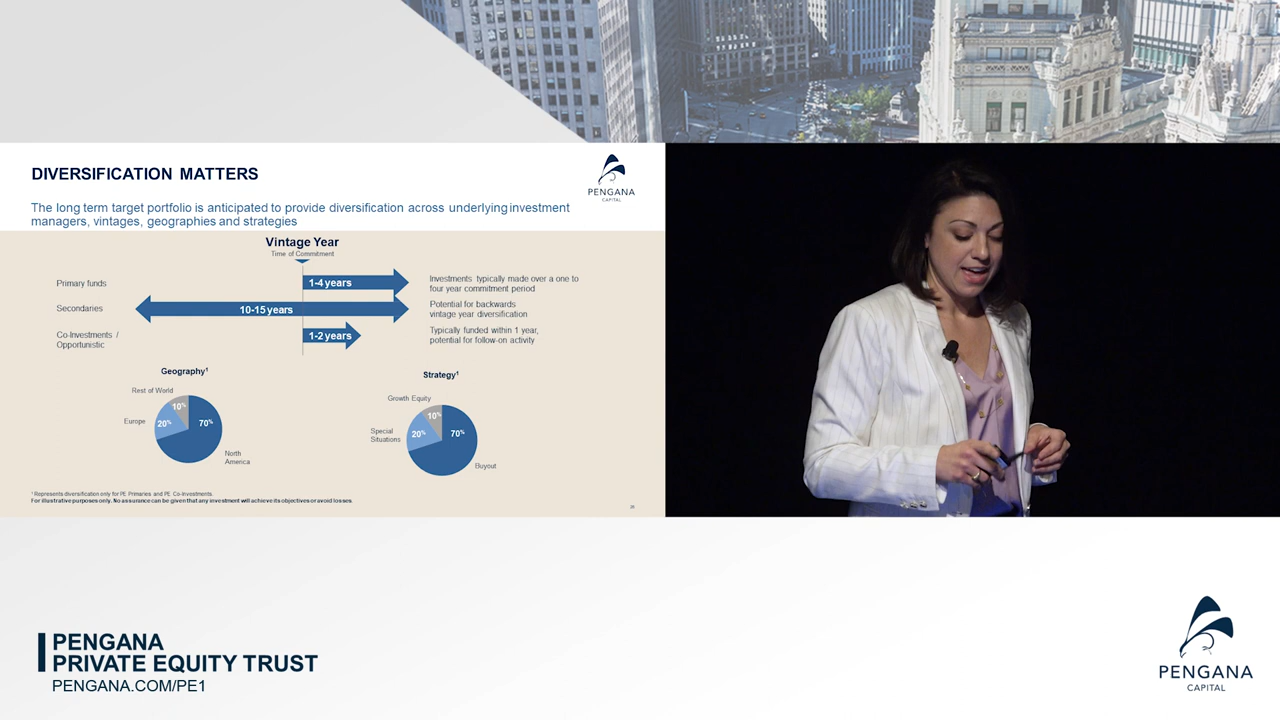 DIVERSIFICATION MATTERS
PENGANA
CAPITAL
The long term target portfolio is anticipated to provide diversification across underlying investment
managers, vintages, geographies and strategies
Vintage Year
Time of Commitment
Primary funds
1-4 years
Investments typically made over a one to
four year commitment period
Secondaries
10-15 years
Potential for backwards
vintage year diversification
Co-Investments /
Opportunistic
1-2 years
Typically funded within 1 year,
potential for follow-on activity
Geography¹
Rest of World
10%
Europe
20%
70%
North
America
Strategy¹
Growth Equity
10%
Special
Situations
20%
70%
Buyout
¹ Represents diversification only for PE Primaries and PE Co-Investments.
For illustrative purposes only. No assurance can be given that any investment will achieve its objectives or avoid losses.
PENGANA
PRIVATE EQUITY TRUST
PENGANA.COM/PE1
PENGANA
CAPITAL